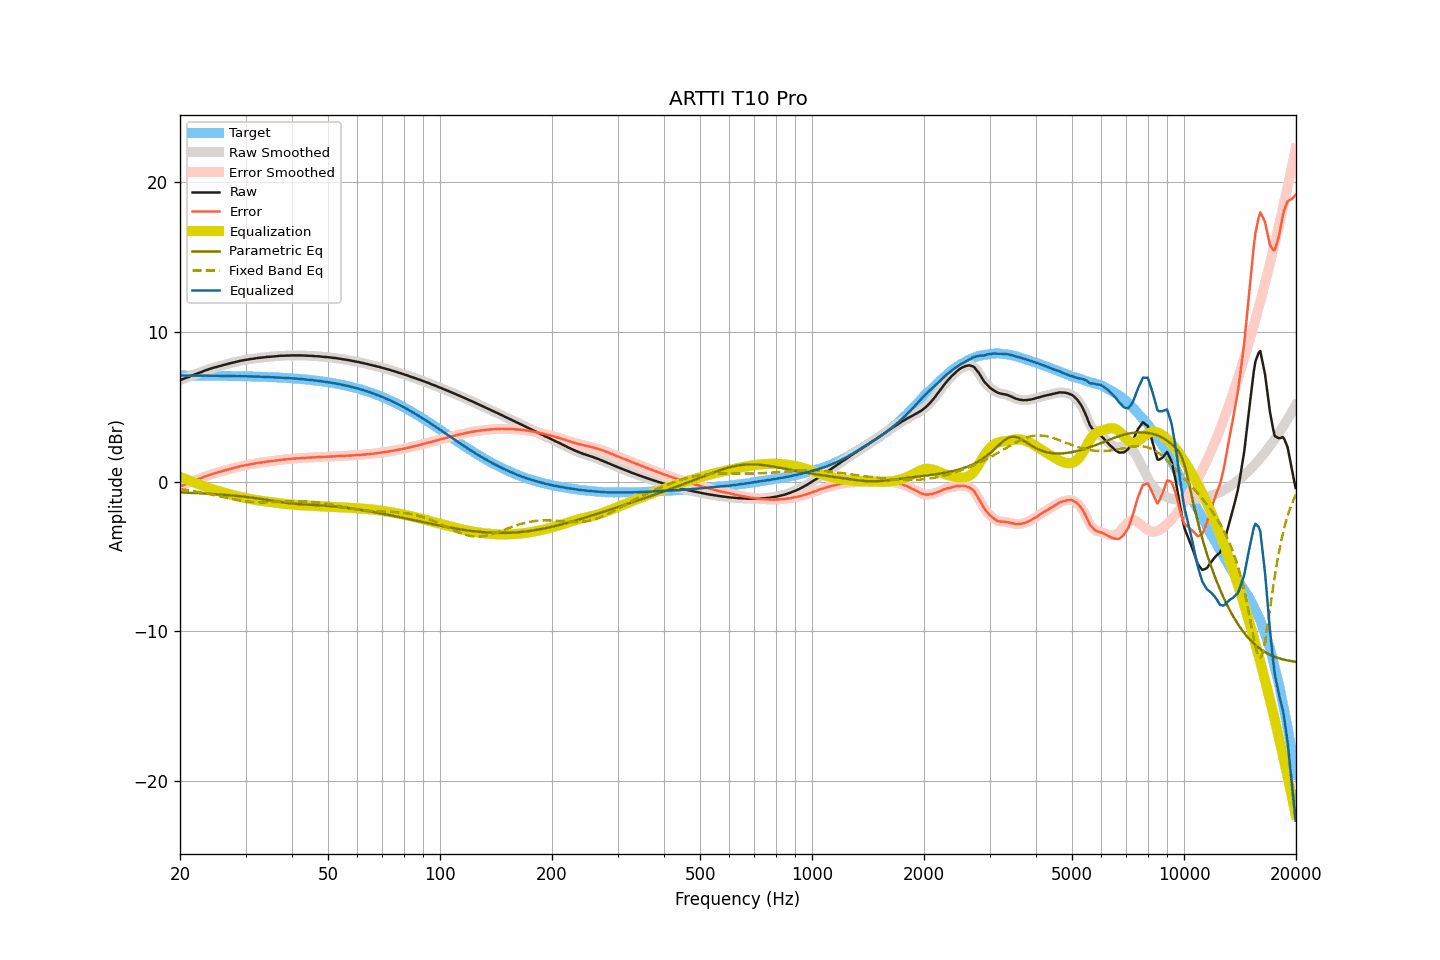 ARTTI T10 Pro
Target
Raw Smoothed
Error Smoothed
Raw
Error
Equalization
Parametric Eq
Fixed Band Eq
Equalized
20
10
0
−10
−20
Amplitude (dBr)
20 50 100 200 500 1000 2000 5000 10000 20000
Frequency (Hz)